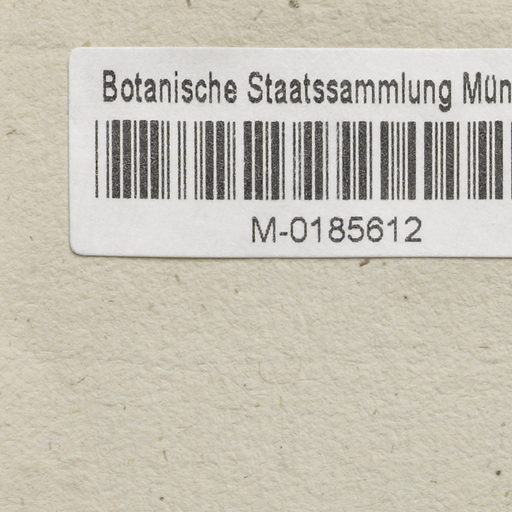 Botanische Staatssammlung Mün
M-0185612